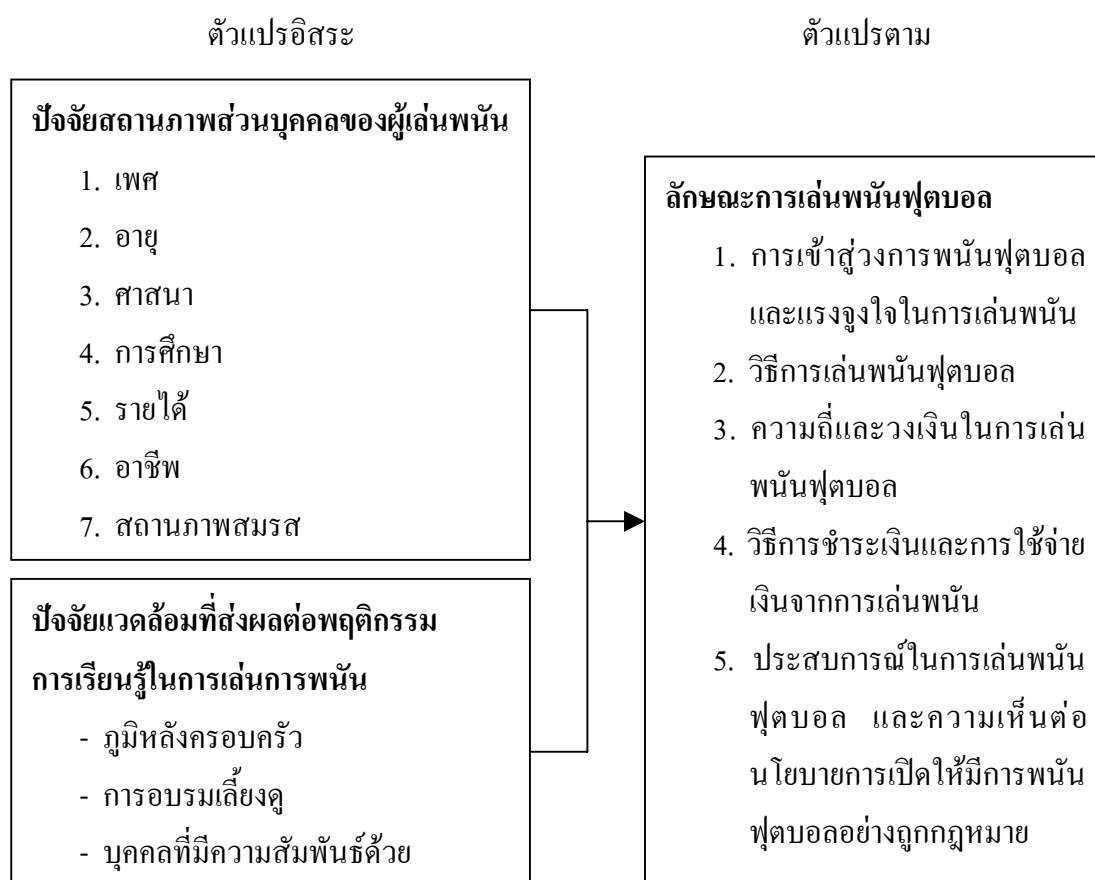 ตัวแปรอิสระ
ตัวแปรตาม
ปัจจัยสถานภาพส่วนบุคคลของผู้เล่นพนัน
1. เพศ
2. อายุ
3. ศาสนา
4. การศึกษา
5. รายได้
6. อาชีพ
7. สถานภาพสมรส
ปัจจัยแวดล้อมที่ส่งผลต่อพฤติกรรม
การเรียนรู้ในการเล่นการพนัน
- ภูมิหลังครอบครัว
- การอบรมเลี้ยงดู
- บุคคลที่มีความสัมพันธ์ด้วย
ลักษณะการเล่นพนันฟุตบอล
1. การเข้าสู่วงการพนันฟุตบอล
และแรงจูงใจในการเล่นพนัน
2. วิธีการเล่นพนันฟุตบอล
3. ความถี่และวงเงินในการเล่น
พนันฟุตบอล
4. วิธีการชำระเงินและการใช้จ่าย
เงินจากการเล่นพนัน
5. ประสบการณ์ในการเล่นพนัน
ฟุตบอล และความเห็นต่อ
นโยบายการเปิดให้มีการพนัน
ฟุตบอลอย่างถูกกฎหมาย